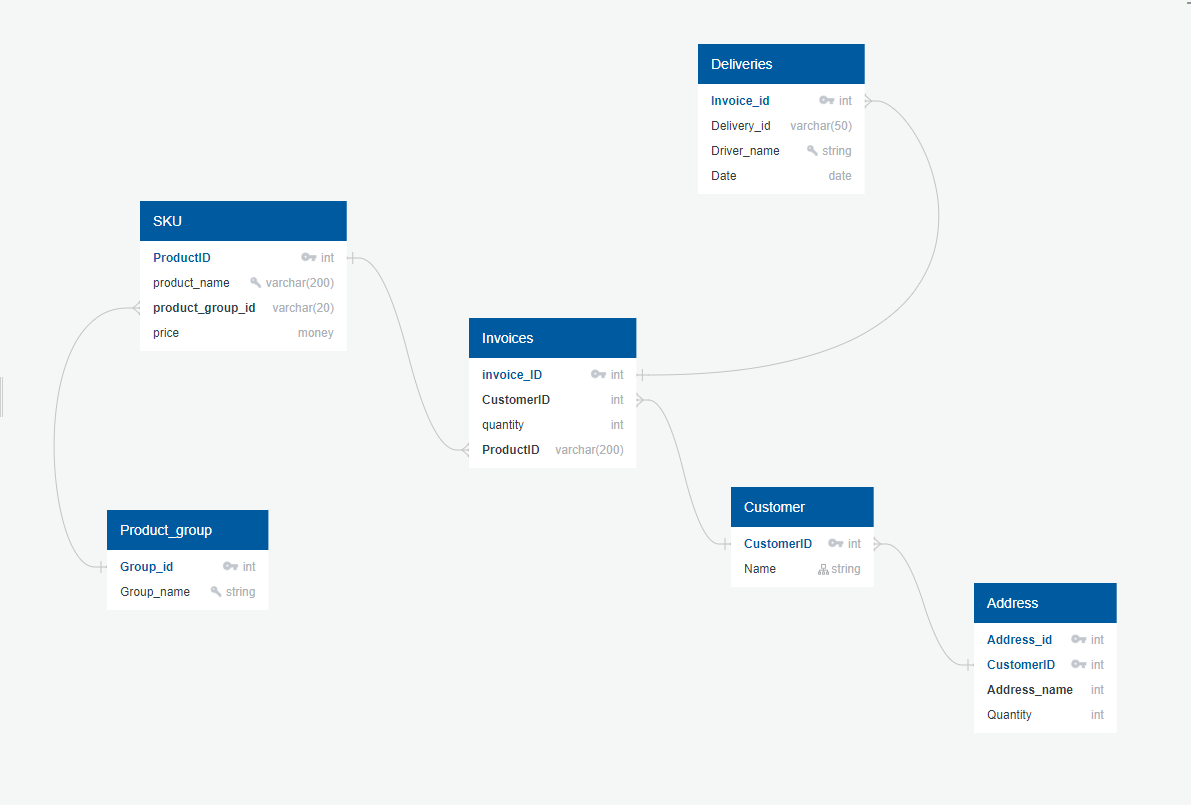 Deliveries
Invoice_id int
Delivery_id varchar(50)
Driver_name string
Date date
SKU
ProductID int
product_name varchar(200)
product_group_id varchar(20)
price money
Invoices
invoice_ID int
CustomerID int
quantity int
ProductID varchar(200)
Product_group
Group_id int
Group_name string
Customer
CustomerID int
Name string
Address
Address_id int
CustomerID int
Address_name int
Quantity int